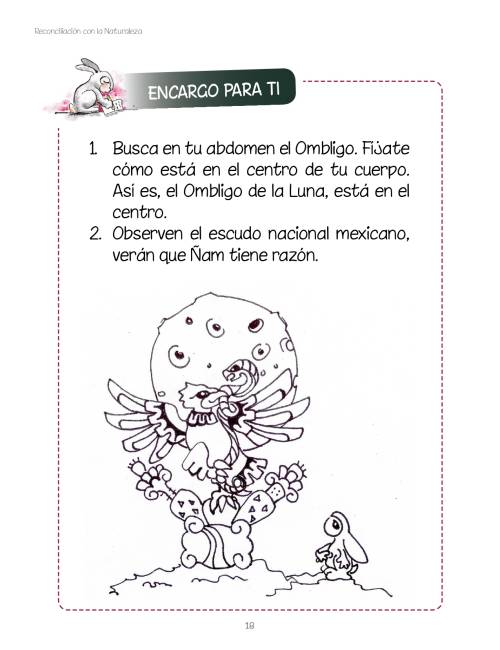 Reconciliación con la Naturaleza
ENCARGO PARA TI
1. Busca en tu abdomen el Ombligo. Fíjate
cómo está en el centro de tu cuerpo.
Así es, el Ombligo de la Luna, está en el
centro.
2. Observen el escudo nacional mexicano,
verán que Ñam tiene razón.
18